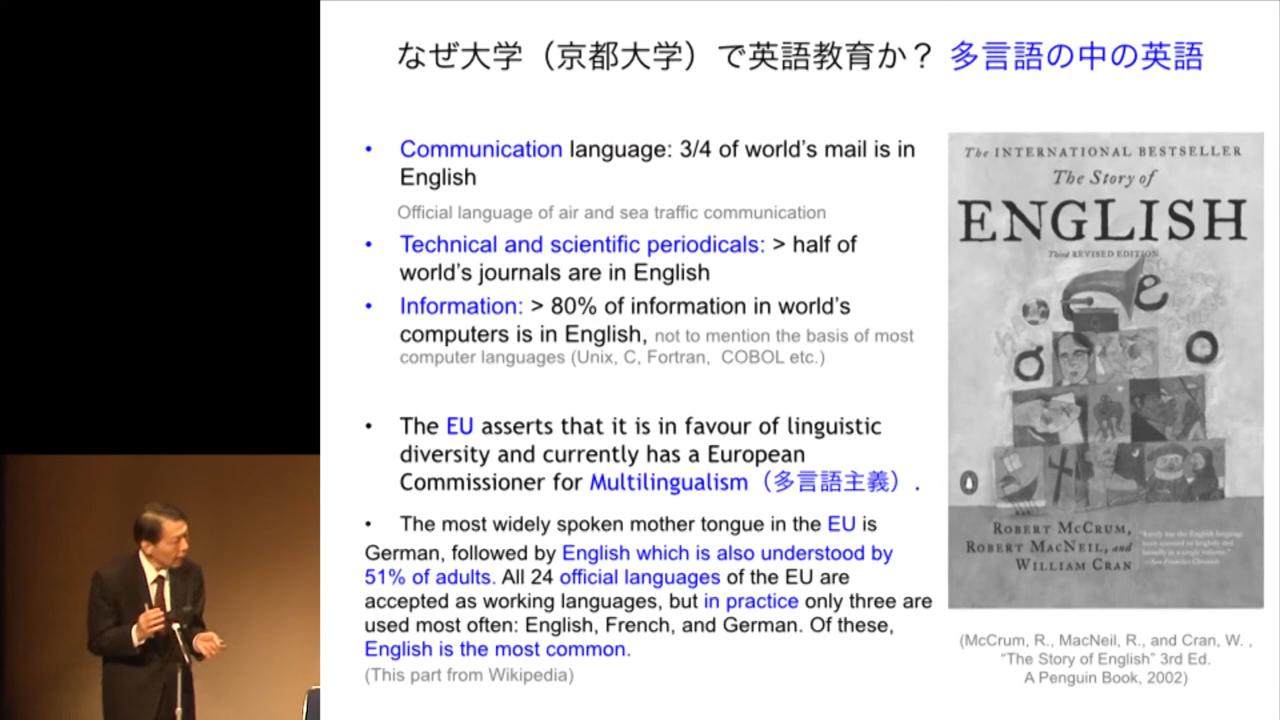 なぜ大学（京都大学）で英語教育か？ 多言語の中の英語
• Communication language: 3/4 of world's mail is in
English
Official language of air and sea traffic communication
• Technical and scientific periodicals: > half of
world's journals are in English
• Information: > 80% of information in world's
computers is in English, not to mention the basis of most
computer languages (Unix, C, Fortran, COBOL etc.)
• The EU asserts that it is in favour of linguistic
diversity and currently has a European
Commissioner for Multilingualism（多言語主義）.
• The most widely spoken mother tongue in the EU is
German, followed by English which is also understood by
51% of adults. All 24 official languages of the EU are
accepted as working languages, but in practice only three are
used most often: English, French, and German. Of these,
English is the most common.
(This part from Wikipedia)
The INTERNATIONAL BESTSELLER
The Story of
ENGLISH
Third REVISED EDITION
ROBERT MCCRUM,
ROBERT MACNEIL, and
WILLIAM CRAN
(McCrum, R., MacNeil, R., and Cran, W. ,
"The Story of English" 3rd Ed.
A Penguin Book, 2002)